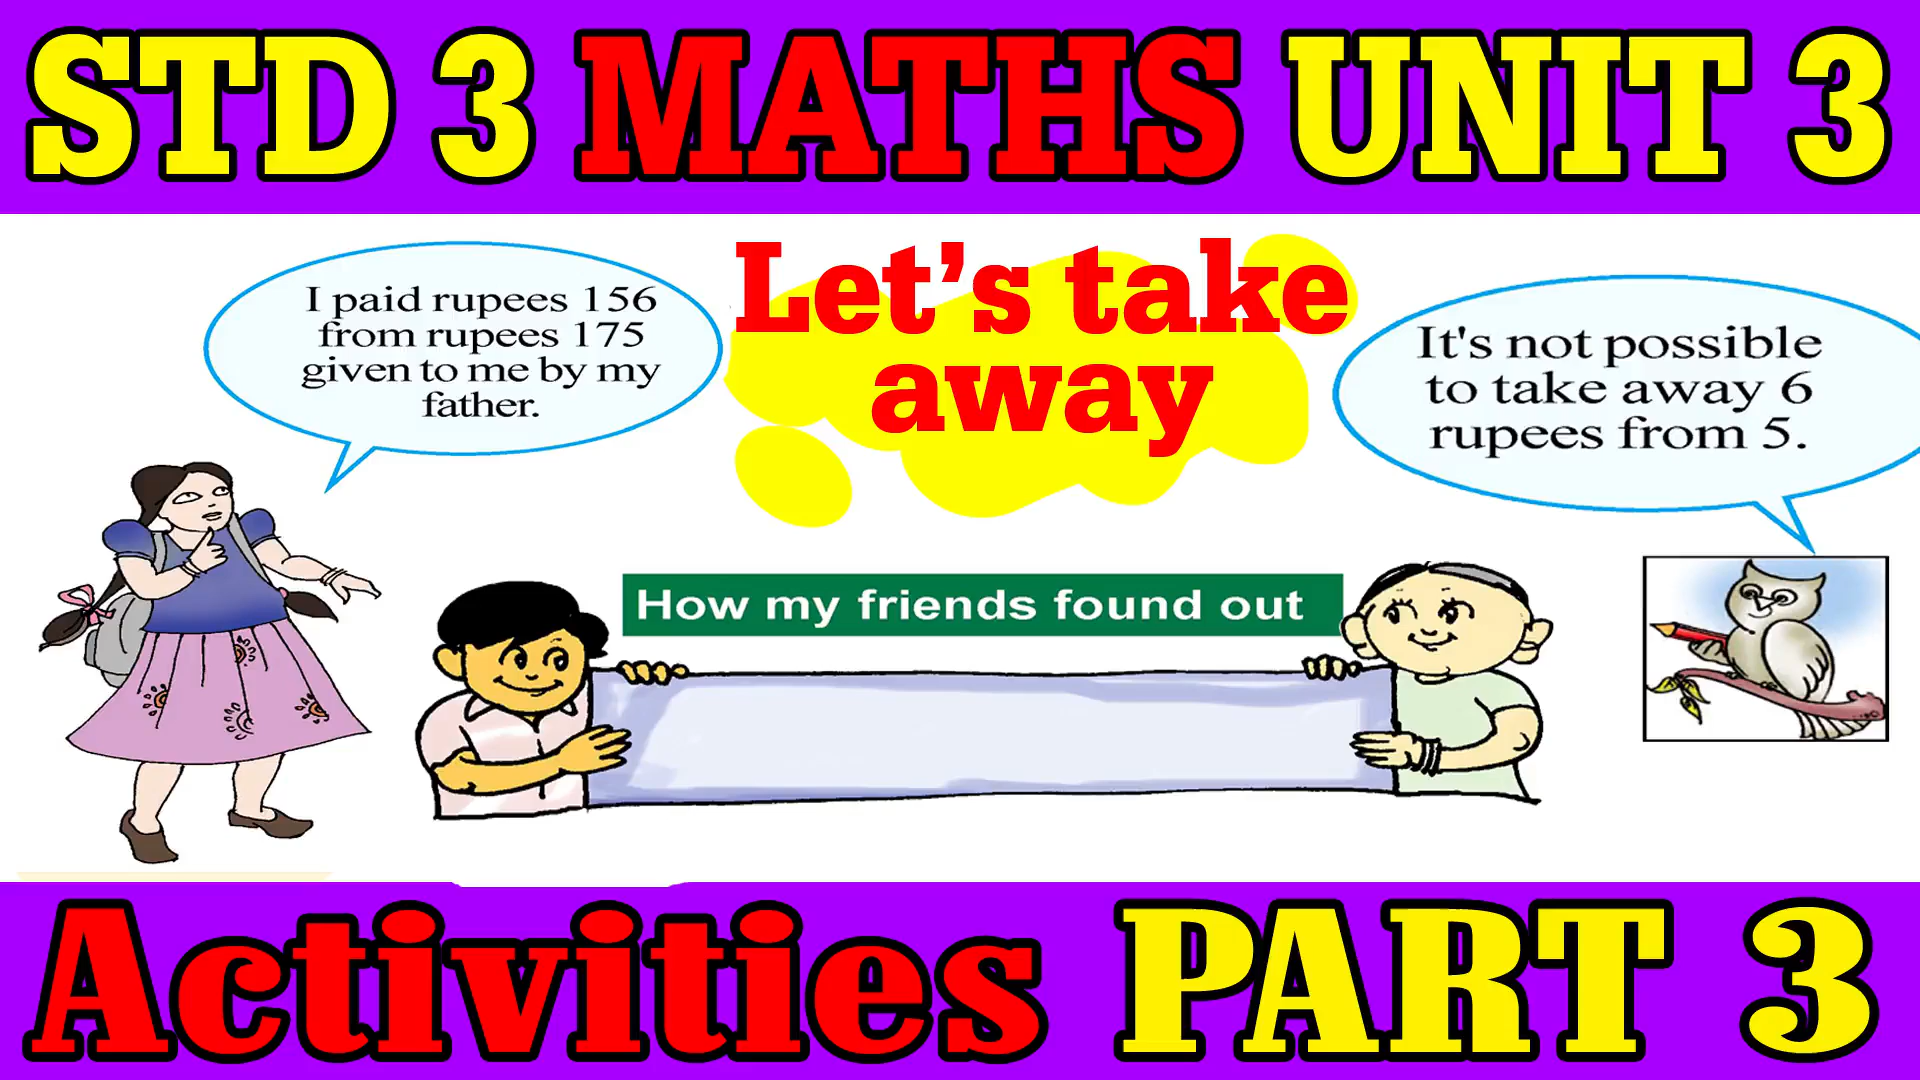 STD 3 MATHS UNIT 3
Let's take
away
I paid rupees 156
from rupees 175
given to me by my
father.
It's not possible
to take away 6
rupees from 5.
How my friends found out
Activities PART 3